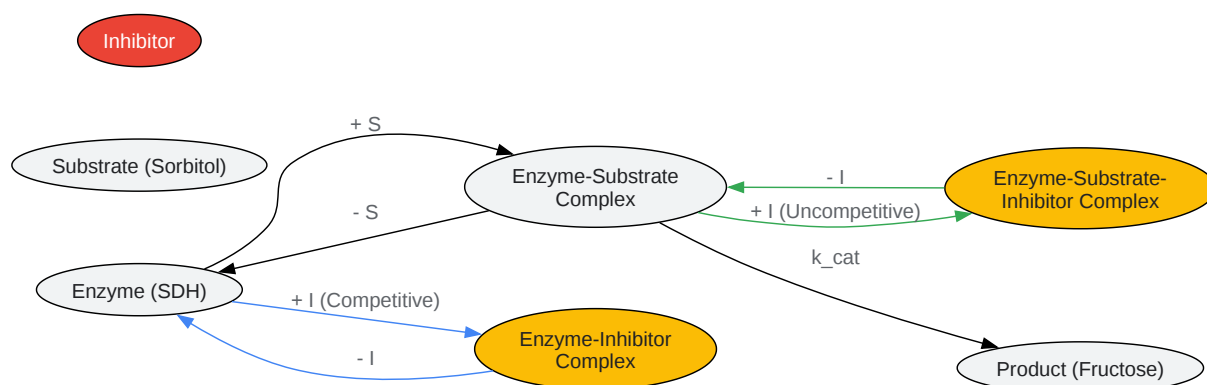 Inhibitor
+ S
Substrate (Sorbitol)
Enzyme-Substrate
Complex
- I
Enzyme-Substrate-
Inhibitor Complex
- S
+ I (Uncompetitive)
k_cat
Enzyme (SDH)
+ I (Competitive)
Enzyme-Inhibitor
Complex
- I
Product (Fructose)